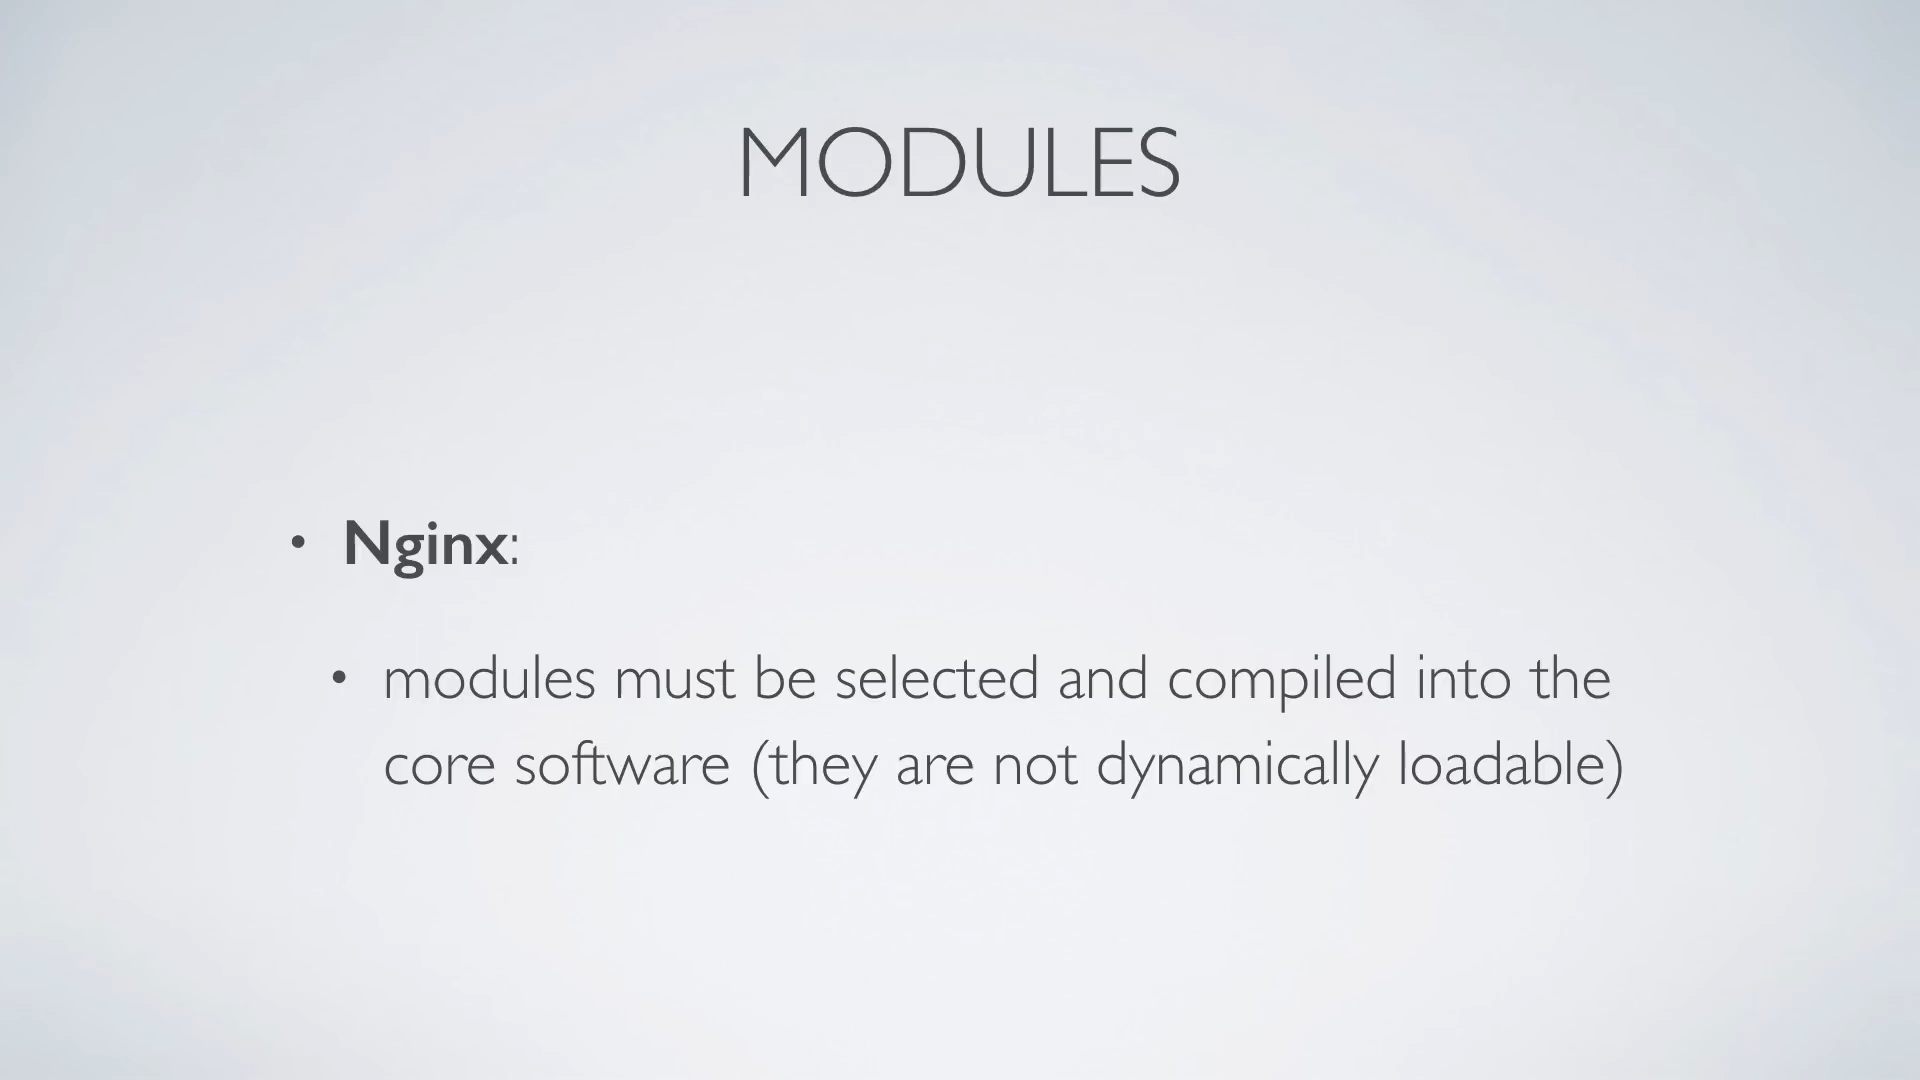 MODULES
• Nginx:
• modules must be selected and compiled into the
core software (they are not dynamically loadable)